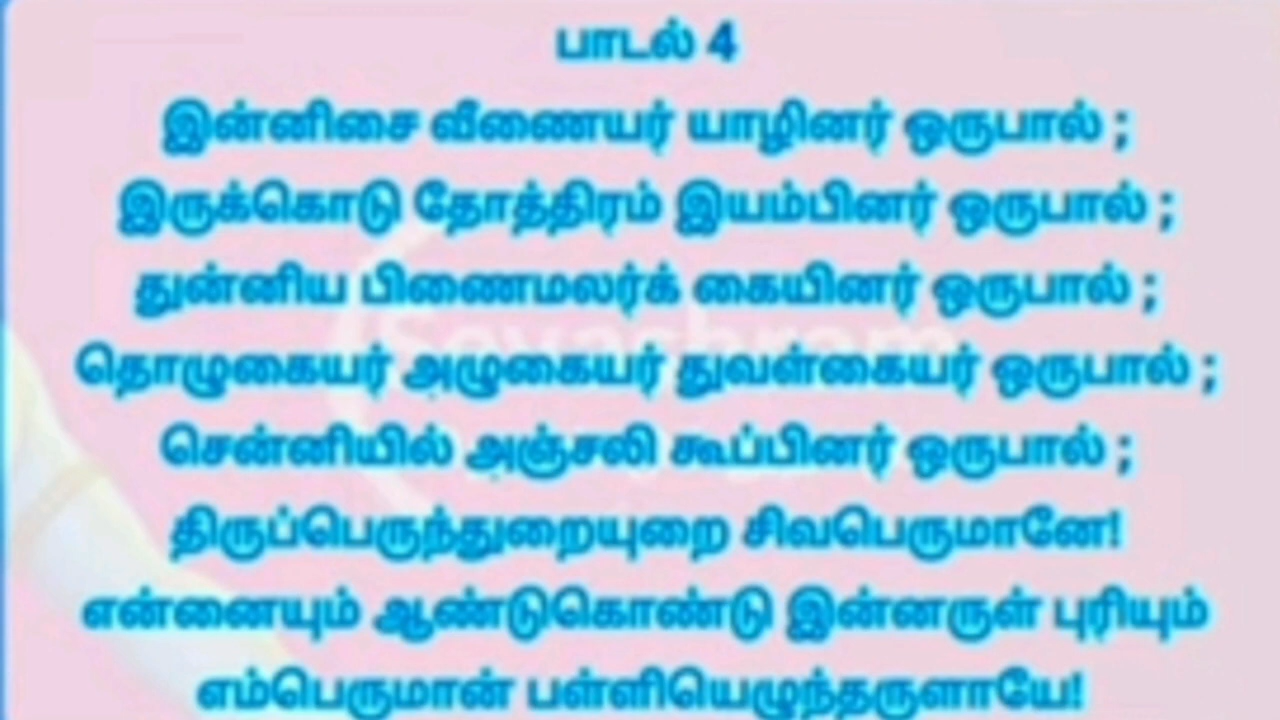 பாடல் 4
இன்னிசை வீணையர் யாழினர் ஒருபால் ;
இருக்கொடு தோத்திரம் இயம்பினர் ஒருபால் ;
துன்னிய பிணைமலர்க் கையினர் ஒருபால் ;
தொழுகையர் அழுகையர் துவள்கையர் ஒருபால் ;
சென்னியில் அஞ்சலி கூப்பினர் ஒருபால் ;
திருப்பெருந்துறையுறை சிவபெருமானே!
என்னையும் ஆண்டுகொண்டு இன்னருள் புரியும்
எம்பெருமான் பள்ளியெழுந்தருளாயே!